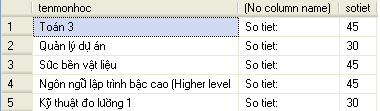 tenmonhoc (No column name) sotiet
1 Toán 3 So tiet: 45
2 Quản lý dự án So tiet: 30
3 Sức bền vật liệu So tiet: 45
4 Ngôn ngữ lập trình bậc cao (Higher level So tiet: 45
5 Kỹ thuật đo lường 1 So tiet: 30